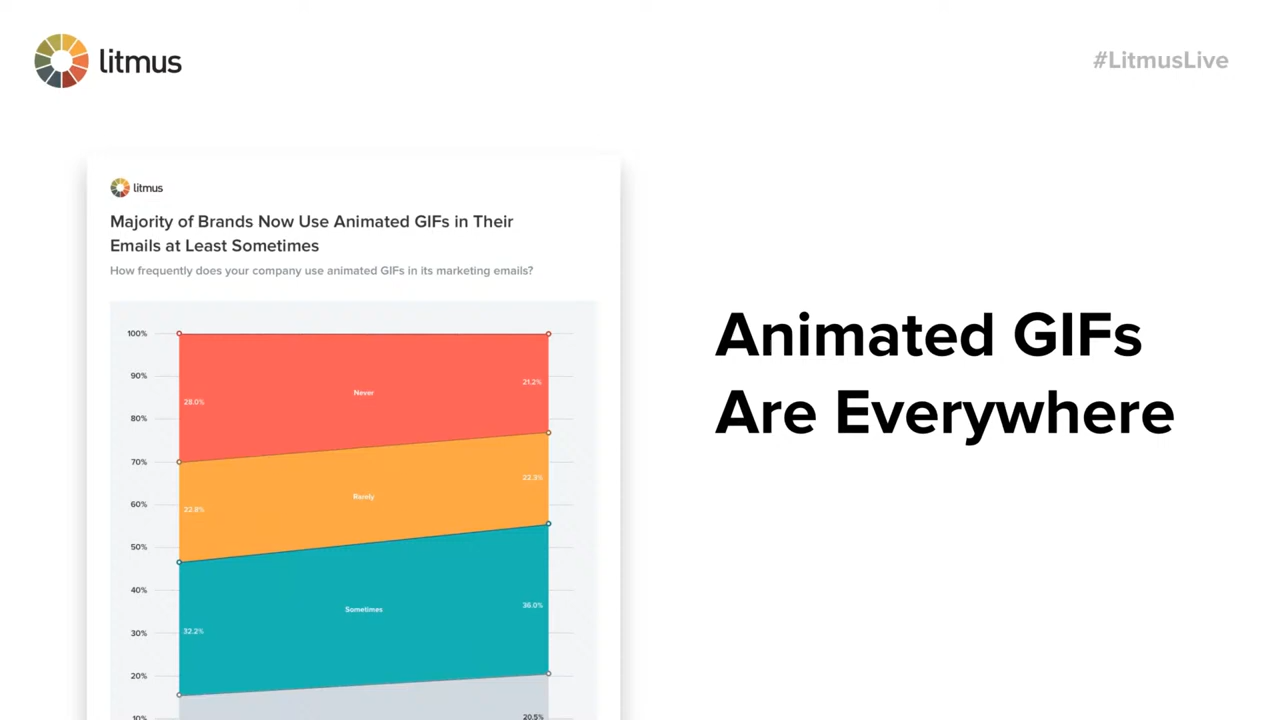 litmus
#LitmusLive
litmus
Majority of Brands Now Use Animated GIFs in Their
Emails at Least Sometimes
How frequently does your company use animated GIFs in its marketing emails?
100%
90%
80%
70%
60%
50%
40%
30%
20%
10%
Never
28.0%
21.2%
Rarely
22.8%
22.3%
Sometimes
32.2%
36.0%
20.5%
Animated GIFs
Are Everywhere